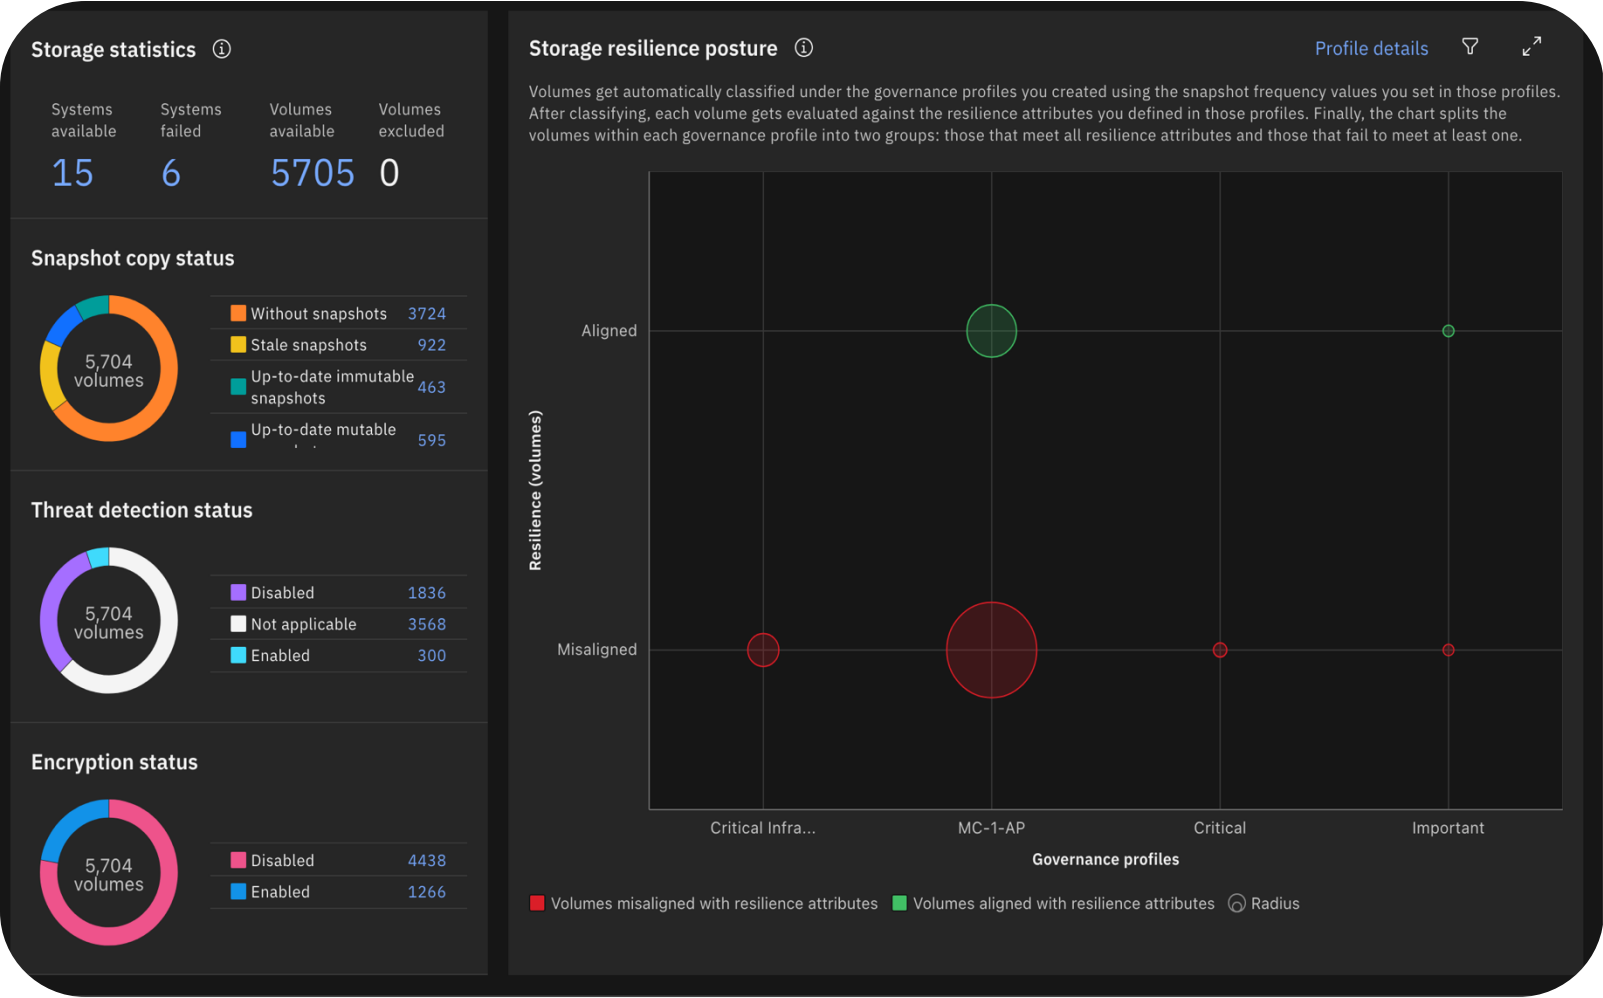 Storage statistics
Systems available
15
Systems failed
6
Volumes available
5705
Volumes excluded
0
Snapshot copy status
5,704
volumes
Without snapshots 3724
Stale snapshots 922
Up-to-date immutable
snapshots 463
Up-to-date mutable 595
Threat detection status
5,704
volumes
Disabled 1836
Not applicable 3568
Enabled 300
Encryption status
5,704
volumes
Disabled 4438
Enabled 1266
Storage resilience posture
Profile details
Volumes get automatically classified under the governance profiles you created using the snapshot frequency values you set in those profiles.
After classifying, each volume gets evaluated against the resilience attributes you defined in those profiles. Finally, the chart splits the
volumes within each governance profile into two groups: those that meet all resilience attributes and those that fail to meet at least one.
Resilience (volumes)
Aligned
Misaligned
Critical Infra...
MC-1-AP
Critical
Important
Governance profiles
Volumes misaligned with resilience attributes
Volumes aligned with resilience attributes
Radius